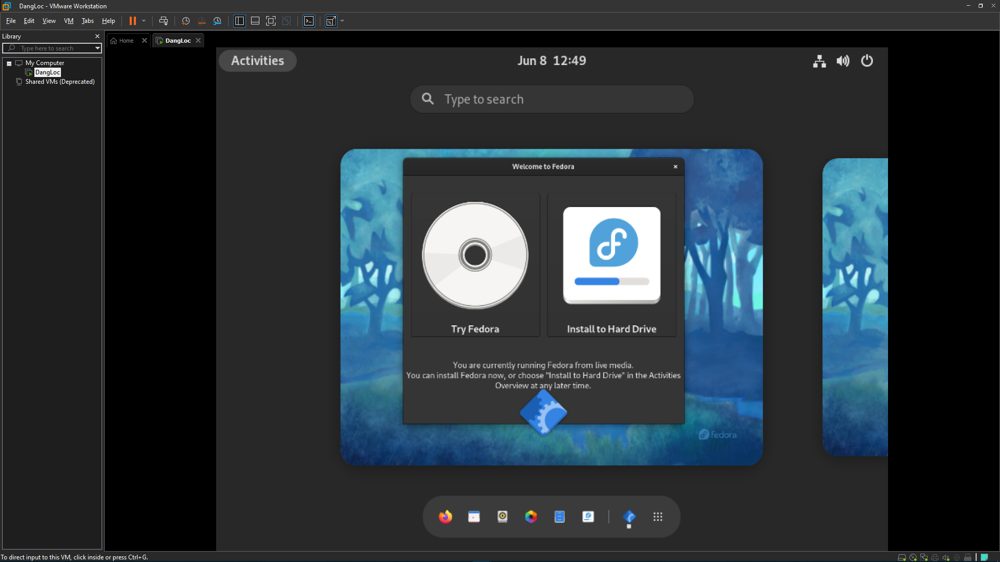 DangLoc - VMware Workstation
File Edit View VM Tabs Help
Library
Type here to search
My Computer
DangLoc
Shared VMs (Deprecated)
Home
DangLoc
Activities
Jun 8 12:49
Type to search
Welcome to Fedora
Try Fedora
Install to Hard Drive
You are currently running Fedora from live media.
You can install Fedora now, or choose "Install to Hard Drive" in the Activities
Overview at any later time.
fedora
To direct input to this VM, click inside or press Ctrl+G.